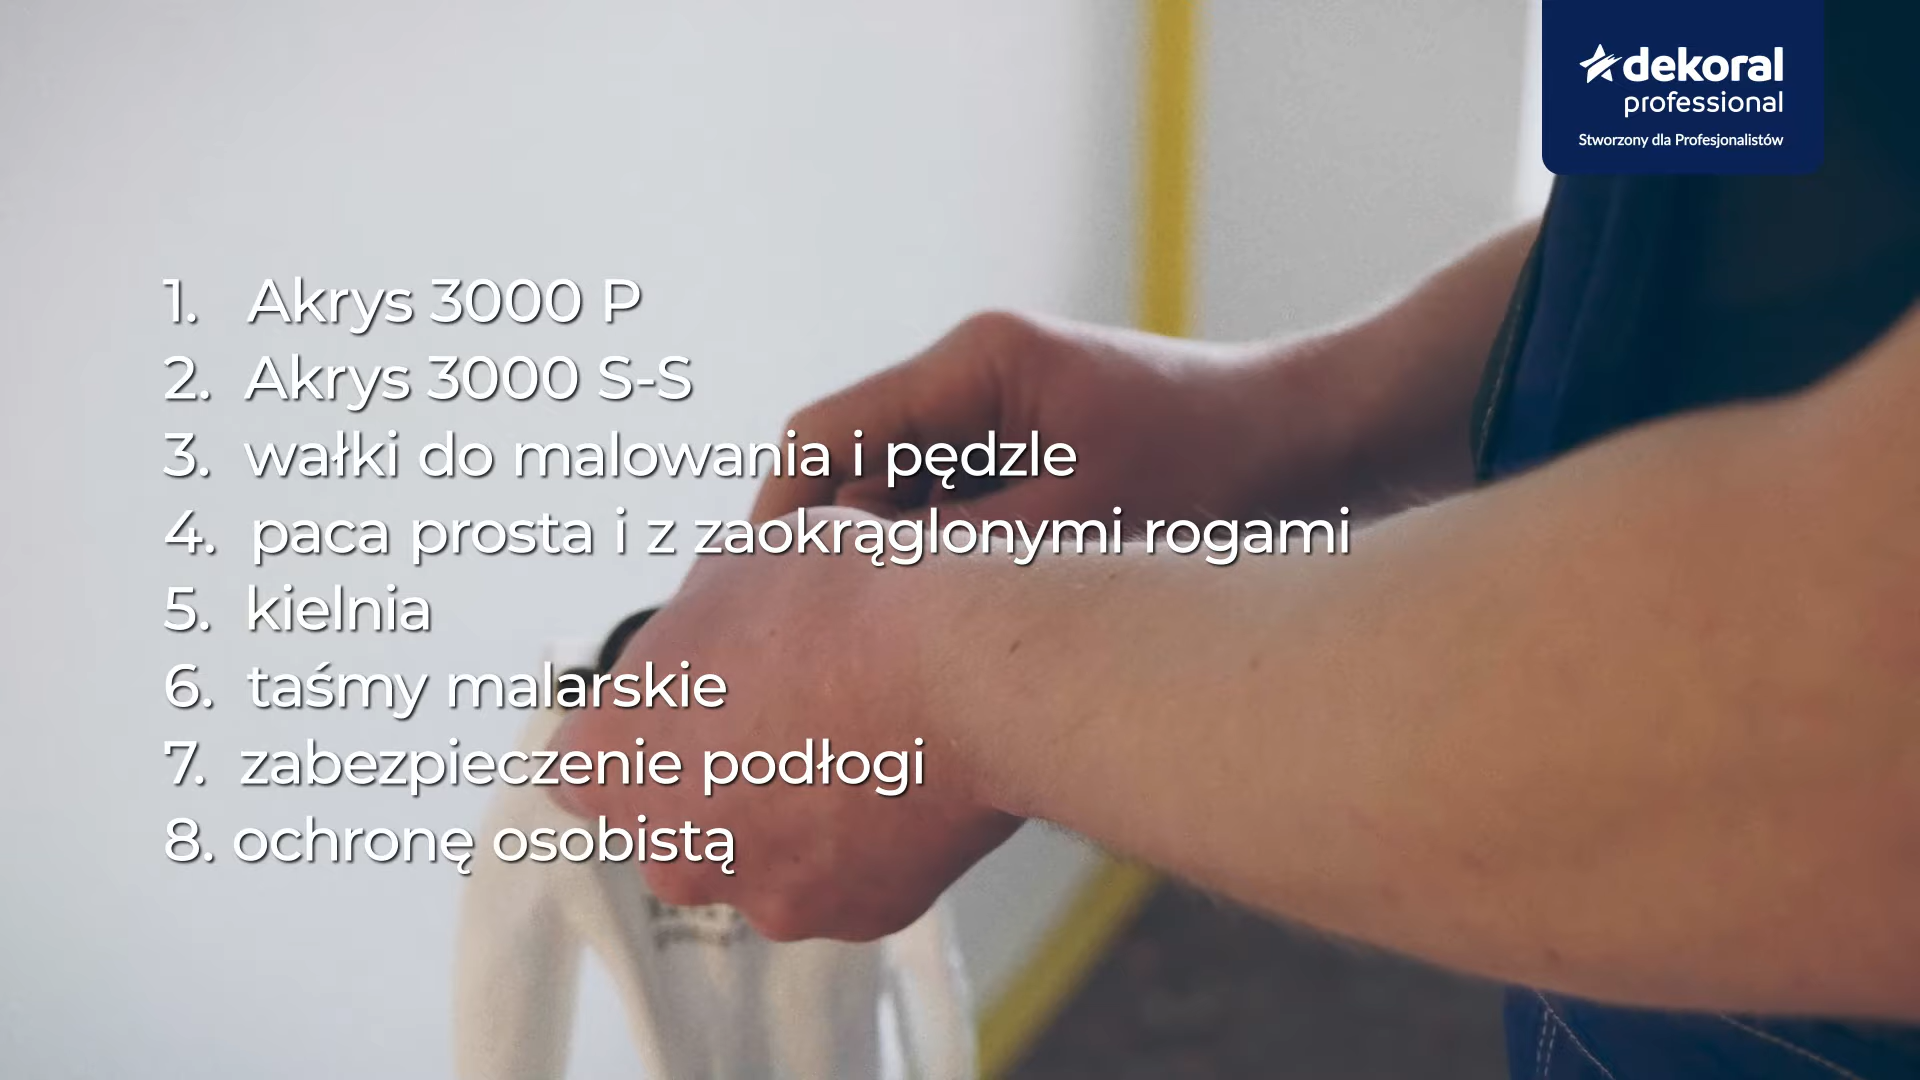 dekoral
professional
Stworzony dla Profesjonalistów
1. Akrys 3000 P
2. Akrys 3000 S-S
3. wałki do malowania i pędzle
4. paca prosta i z zaokrąglonymi rogami
5. kielnia
6. taśmy malarskie
7. zabezpieczenie podłogi
8. ochronę osobistą